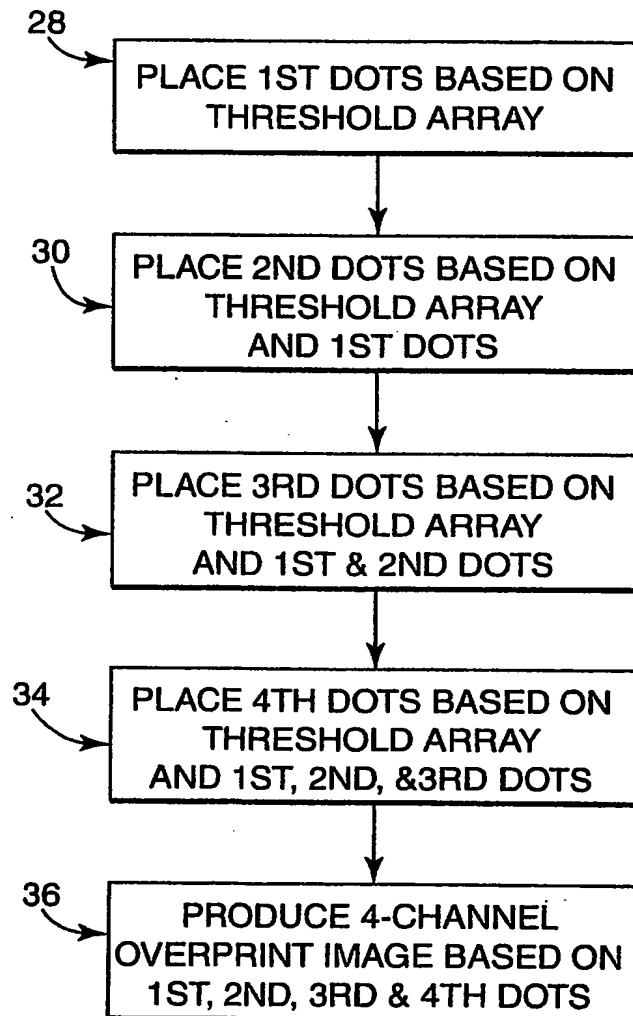 28
PLACE 1ST DOTS BASED ON
THRESHOLD ARRAY
30
PLACE 2ND DOTS BASED ON
THRESHOLD ARRAY
AND 1ST DOTS
32
PLACE 3RD DOTS BASED ON
THRESHOLD ARRAY
AND 1ST & 2ND DOTS
34
PLACE 4TH DOTS BASED ON
THRESHOLD ARRAY
AND 1ST, 2ND, &3RD DOTS
36
PRODUCE 4-CHANNEL
OVERPRINT IMAGE BASED ON
1ST, 2ND, 3RD & 4TH DOTS